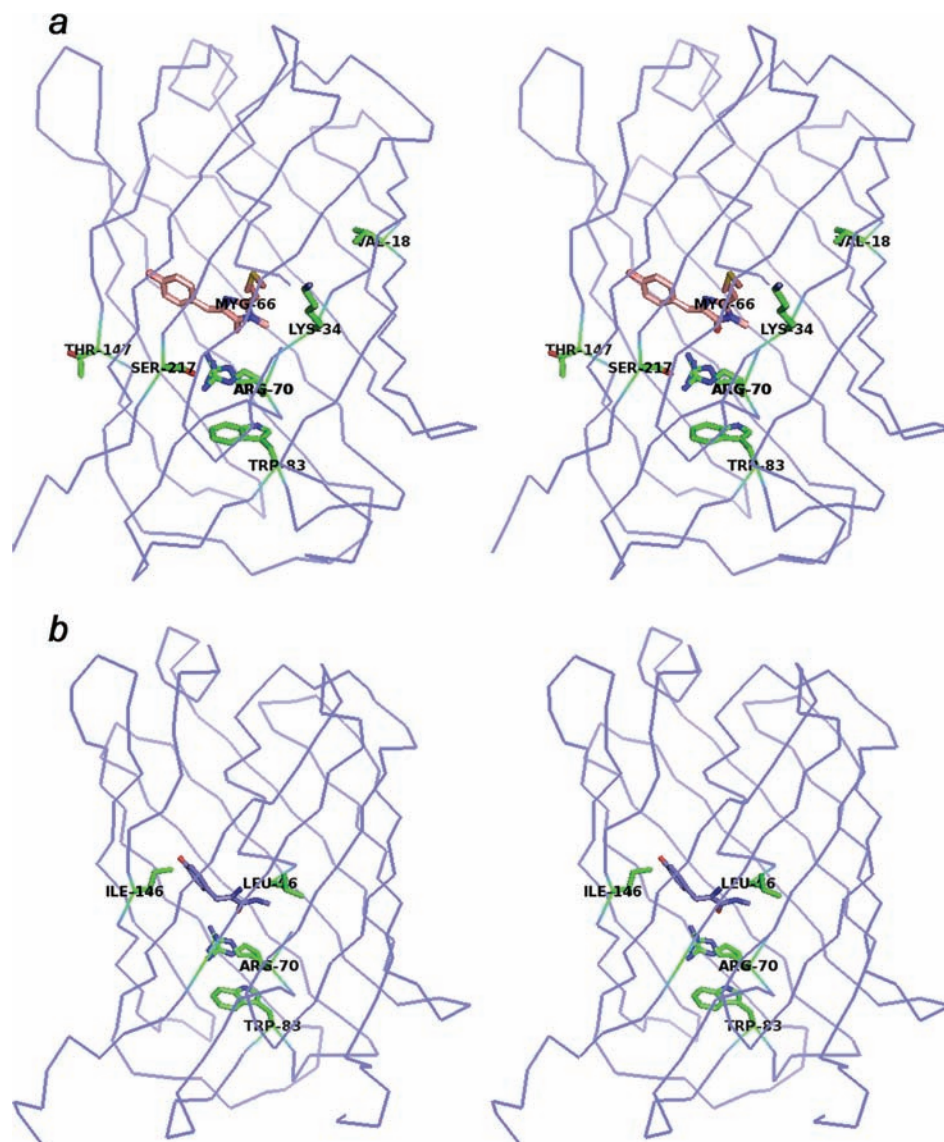 a
VAL-18 VAL-18
MYG-66 MYG-66
LYS-34 LYS-34
THR-147 THR-147
SER-217 SER-217
ARG-70 ARG-70
TRP-83 TRP-83
b
ILE-146 LEU-46 ILE-146 LEU-46
ARG-70 ARG-70
TRP-83 TRP-83